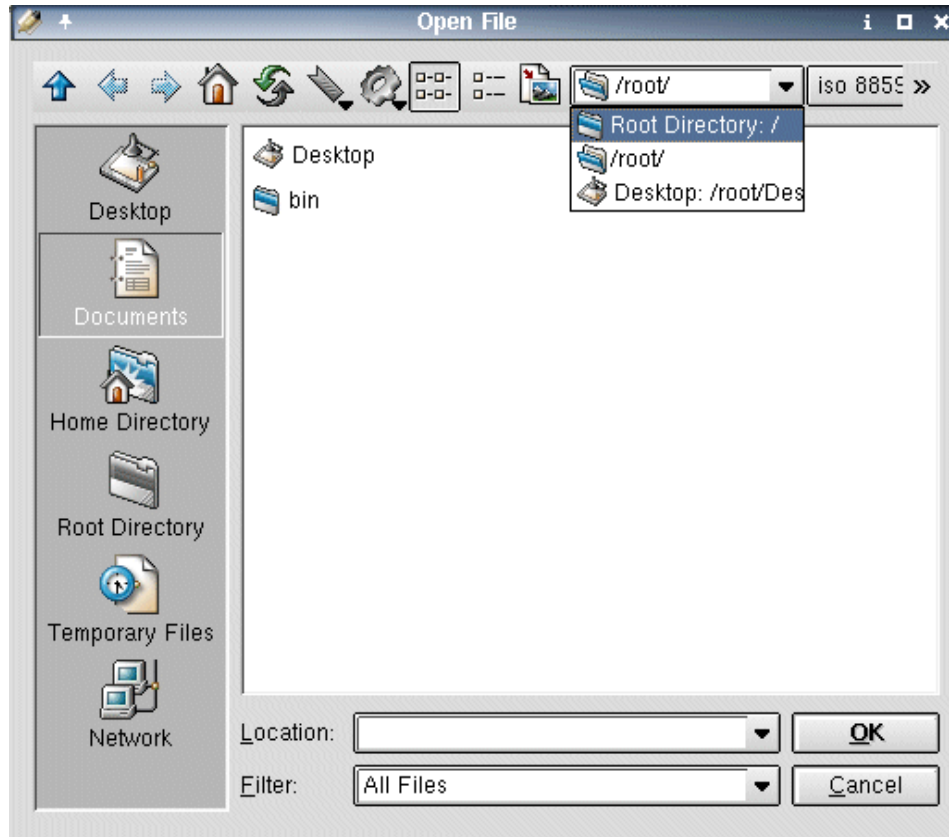 Open File
/root/
iso 8859
Root Directory: /
/root/
Desktop: /root/Des
Desktop
Documents
Home Directory
Root Directory
Temporary Files
Network
Desktop
bin
Location:
OK
Filter:
All Files
Cancel